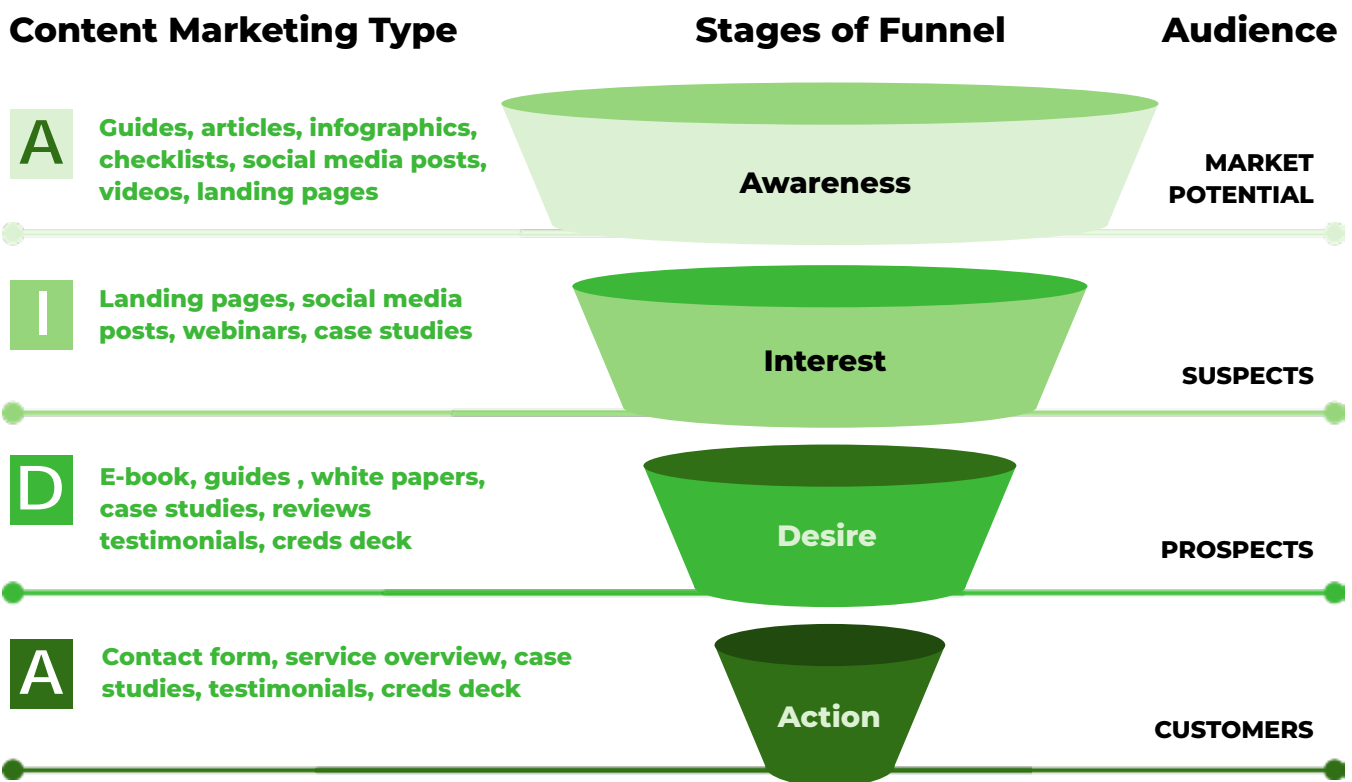 Content Marketing Type
Stages of Funnel
Audience
A
Guides, articles, infographics,
checklists, social media posts,
videos, landing pages
Awareness
MARKET
POTENTIAL
I
Landing pages, social media
posts, webinars, case studies
Interest
SUSPECTS
D
E-book, guides , white papers,
case studies, reviews
testimonials, creds deck
Desire
PROSPECTS
A
Contact form, service overview, case
studies, testimonials, creds deck
Action
CUSTOMERS